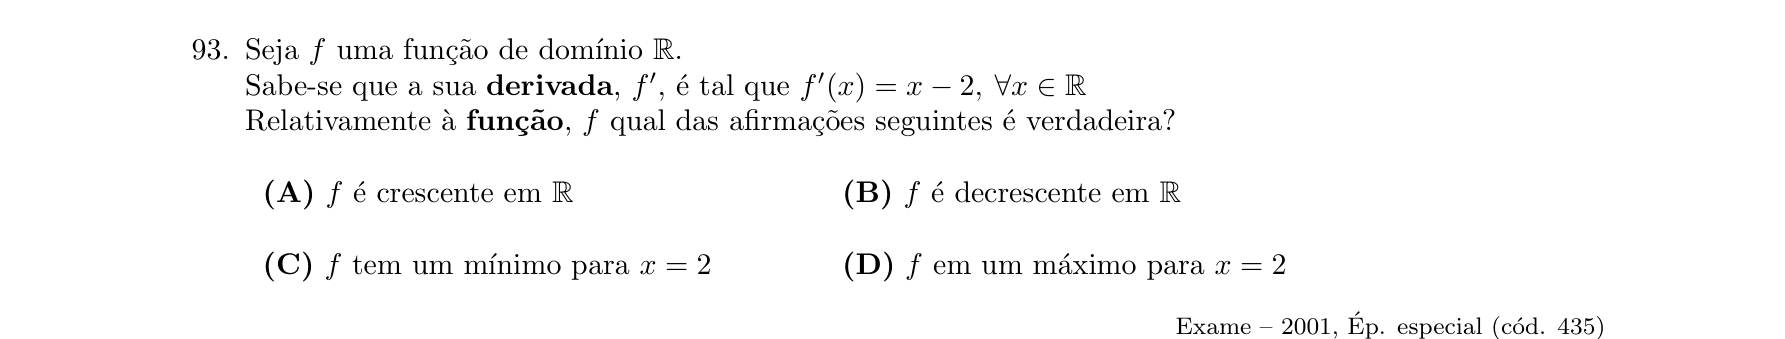 93. Seja f uma função de domínio ℝ.
Sabe-se que a sua derivada, f′, é tal que f′(x) = x − 2, ∀x ∈ ℝ
Relativamente à função, f qual das afirmações seguintes é verdadeira?
(A) f é crescente em ℝ (B) f é decrescente em ℝ
(C) f tem um mínimo para x = 2 (D) f em um máximo para x = 2
Exame – 2001, Ép. especial (cód. 435)